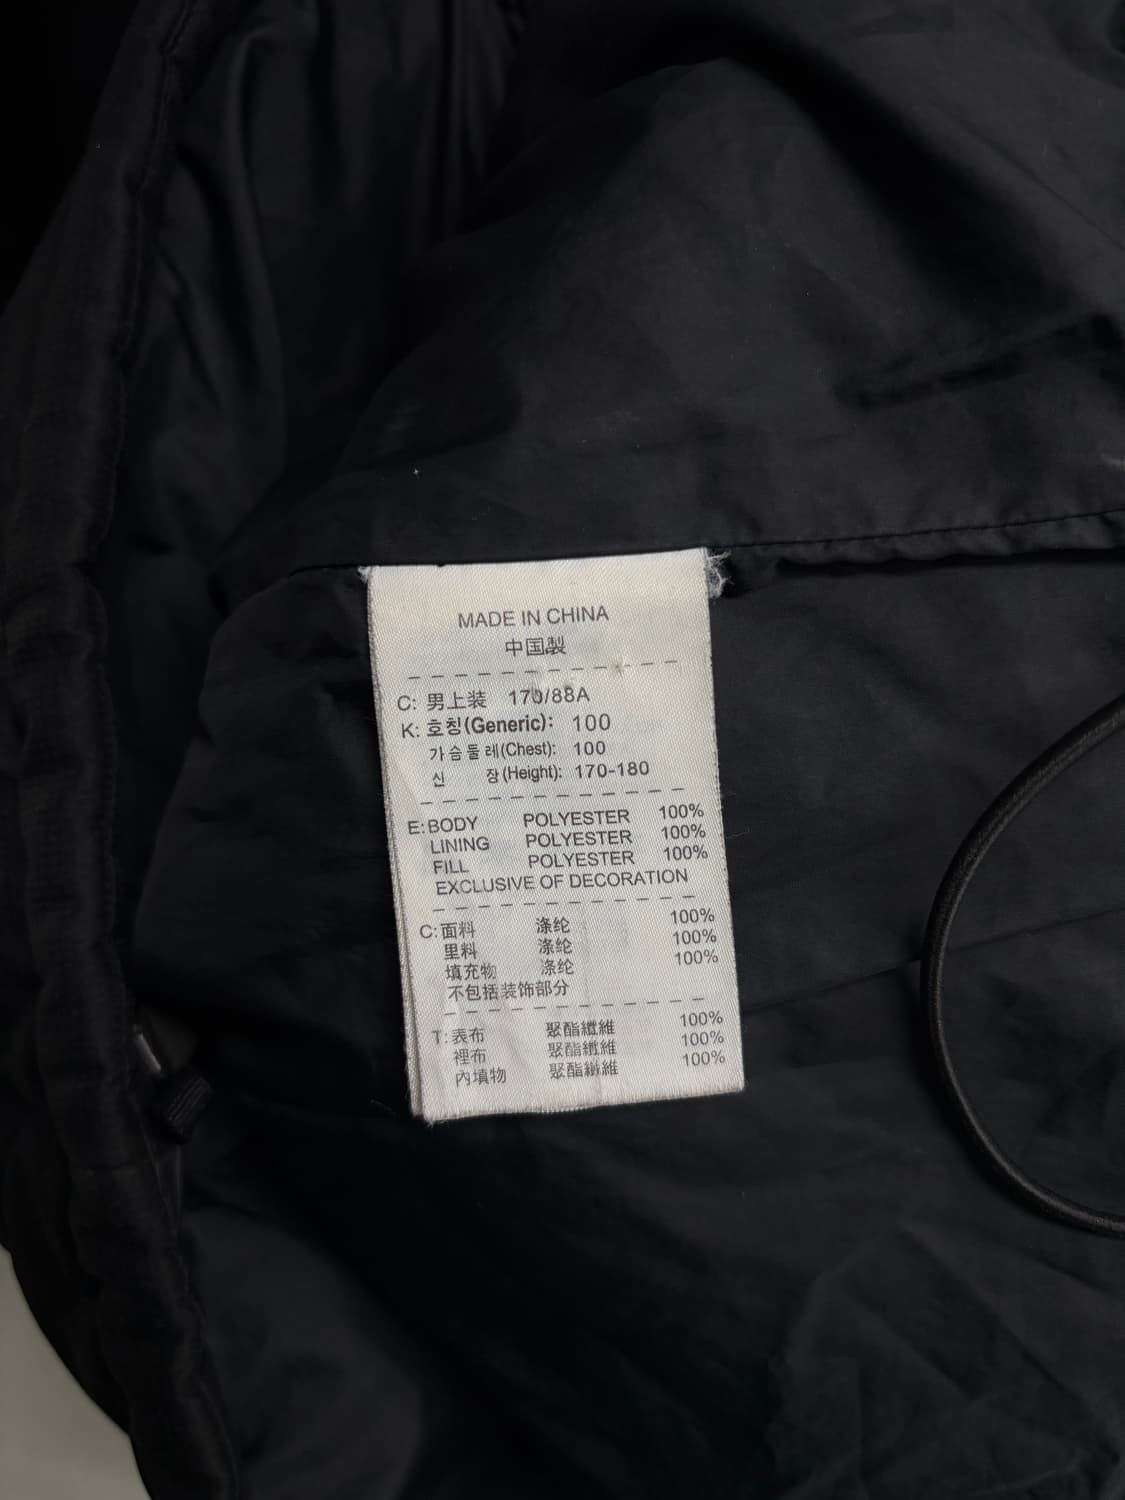 MADE IN CHINA
中国製
C: 男上装 170/88A
K: 호칭(Generic): 100
가슴둘레(Chest): 100
신 장(Height): 170-180
E: BODY POLYESTER 100%
LINING POLYESTER 100%
FILL POLYESTER 100%
EXCLUSIVE OF DECORATION
C: 面料 涤纶 100%
里料 涤纶 100%
填充物 涤纶 100%
不包括装饰部分
T: 表布 聚酯纖維 100%
裡布 聚酯纖維 100%
內填物 聚酯纖維 100%